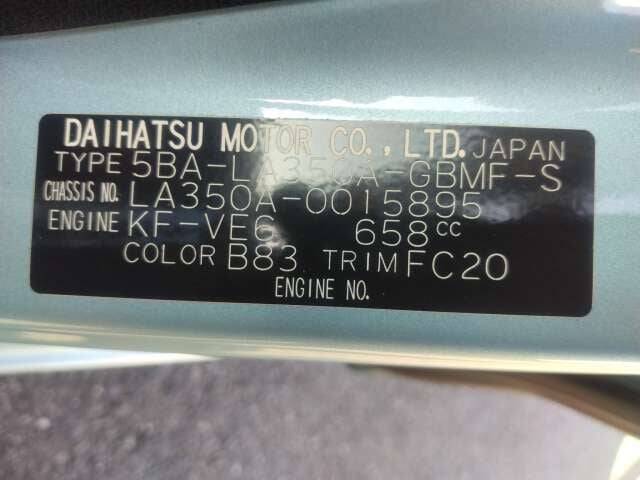 DAIHATSU MOTOR CO., LTD. JAPAN
TYPE 5BA-LA350A-GBMF-S
CHASSIS NO. LA350A-0015895
ENGINE KF-VE6 658cc
COLOR B83 TRIM FC20
ENGINE NO.